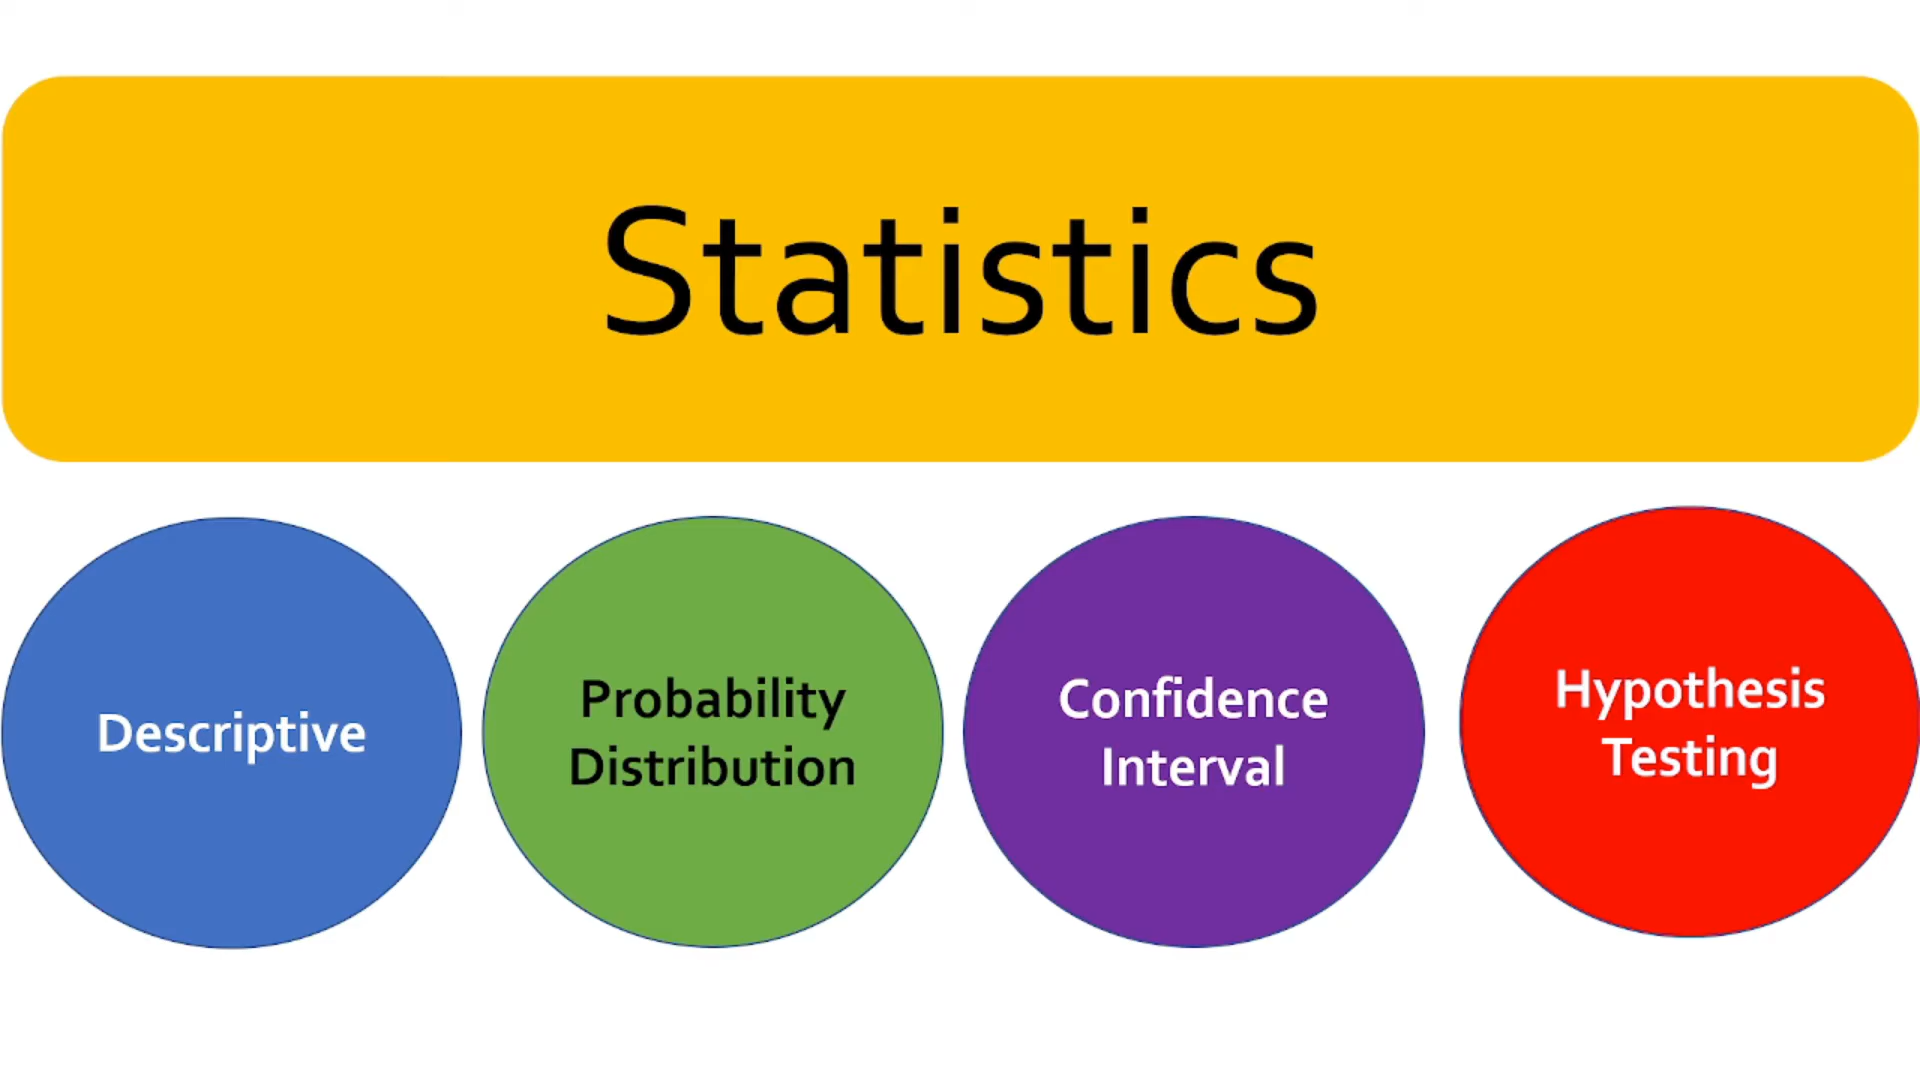 Statistics
Descriptive
Probability
Distribution
Confidence
Interval
Hypothesis
Testing